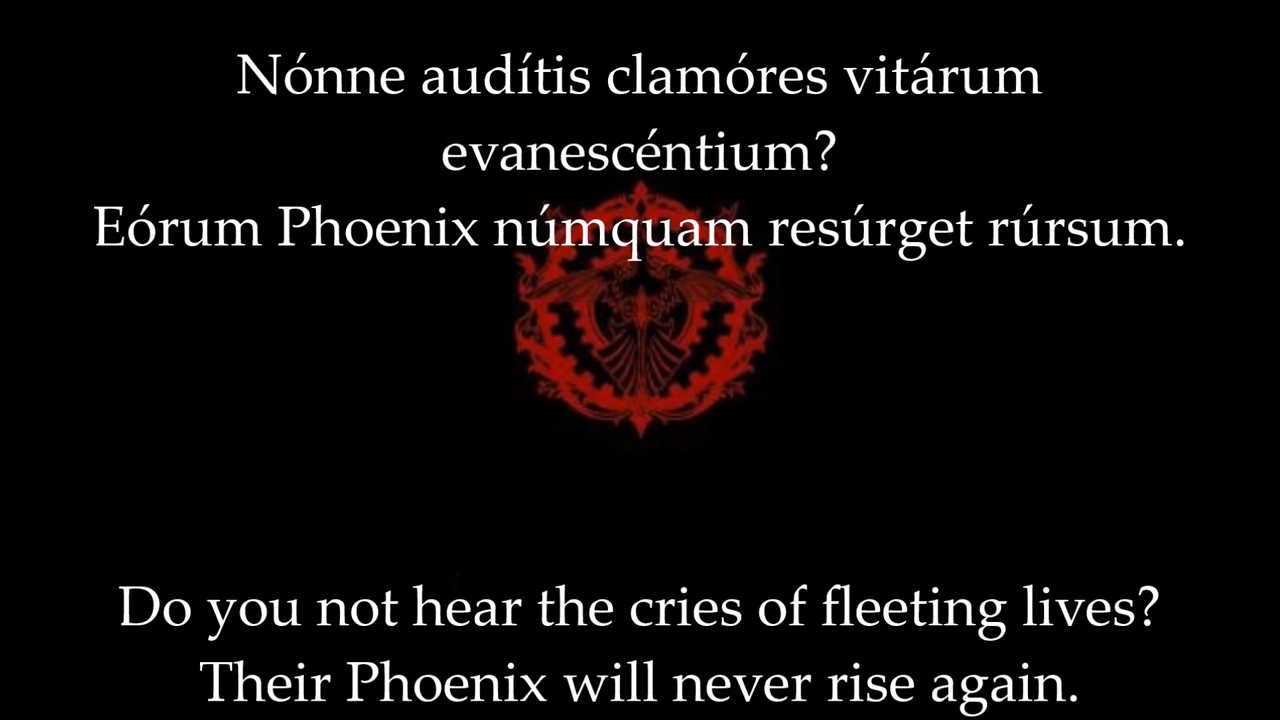 Nónne audítis clamóres vitárum
evanescéntium?
Eórum Phoenix númquam resúrget rúrsum.
Do you not hear the cries of fleeting lives?
Their Phoenix will never rise again.